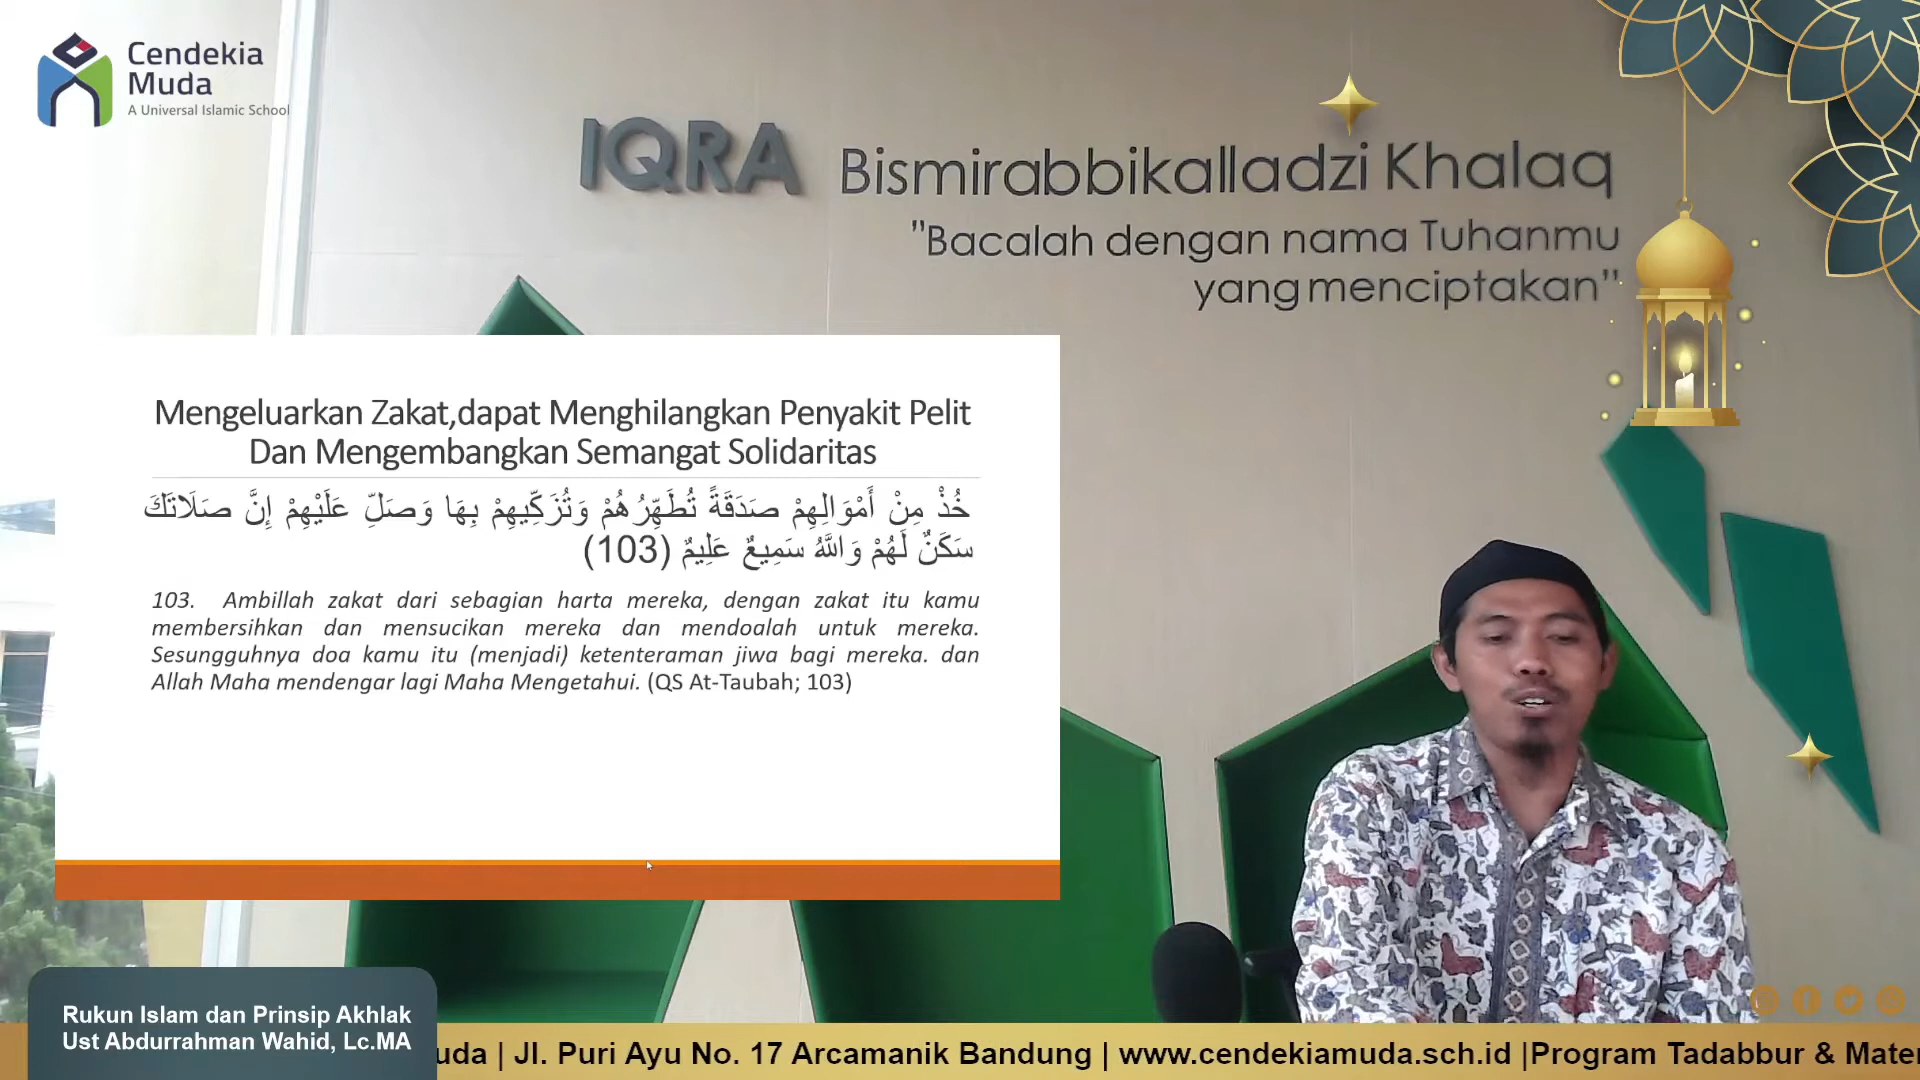 Cendekia
Muda
A Universal Islamic School
IQRA Bismirabbikalladzi Khalaq
"Bacalah dengan nama Tuhanmu
yang menciptakan"
Mengeluarkan Zakat,dapat Menghilangkan Penyakit Pelit
Dan Mengembangkan Semangat Solidaritas
خُذْ مِنْ أَمْوَالِهِمْ صَدَقَةً تُطَهِّرُهُمْ وَتُزَكِّيهِمْ بِهَا وَصَلِّ عَلَيْهِمْ إِنَّ صَلَاتَكَ
سَكَنٌ لَهُمْ وَاللَّهُ سَمِيعٌ عَلِيمٌ (103)
103. Ambillah zakat dari sebagian harta mereka, dengan zakat itu kamu
membersihkan dan mensucikan mereka dan mendoalah untuk mereka.
Sesungguhnya doa kamu itu (menjadi) ketenteraman jiwa bagi mereka. dan
Allah Maha mendengar lagi Maha Mengetahui. (QS At-Taubah; 103)
Rukun Islam dan Prinsip Akhlak
Ust Abdurrahman Wahid, Lc.MA
uda | Jl. Puri Ayu No. 17 Arcamanik Bandung | www.cendekiamuda.sch.id |Program Tadabbur & Mate